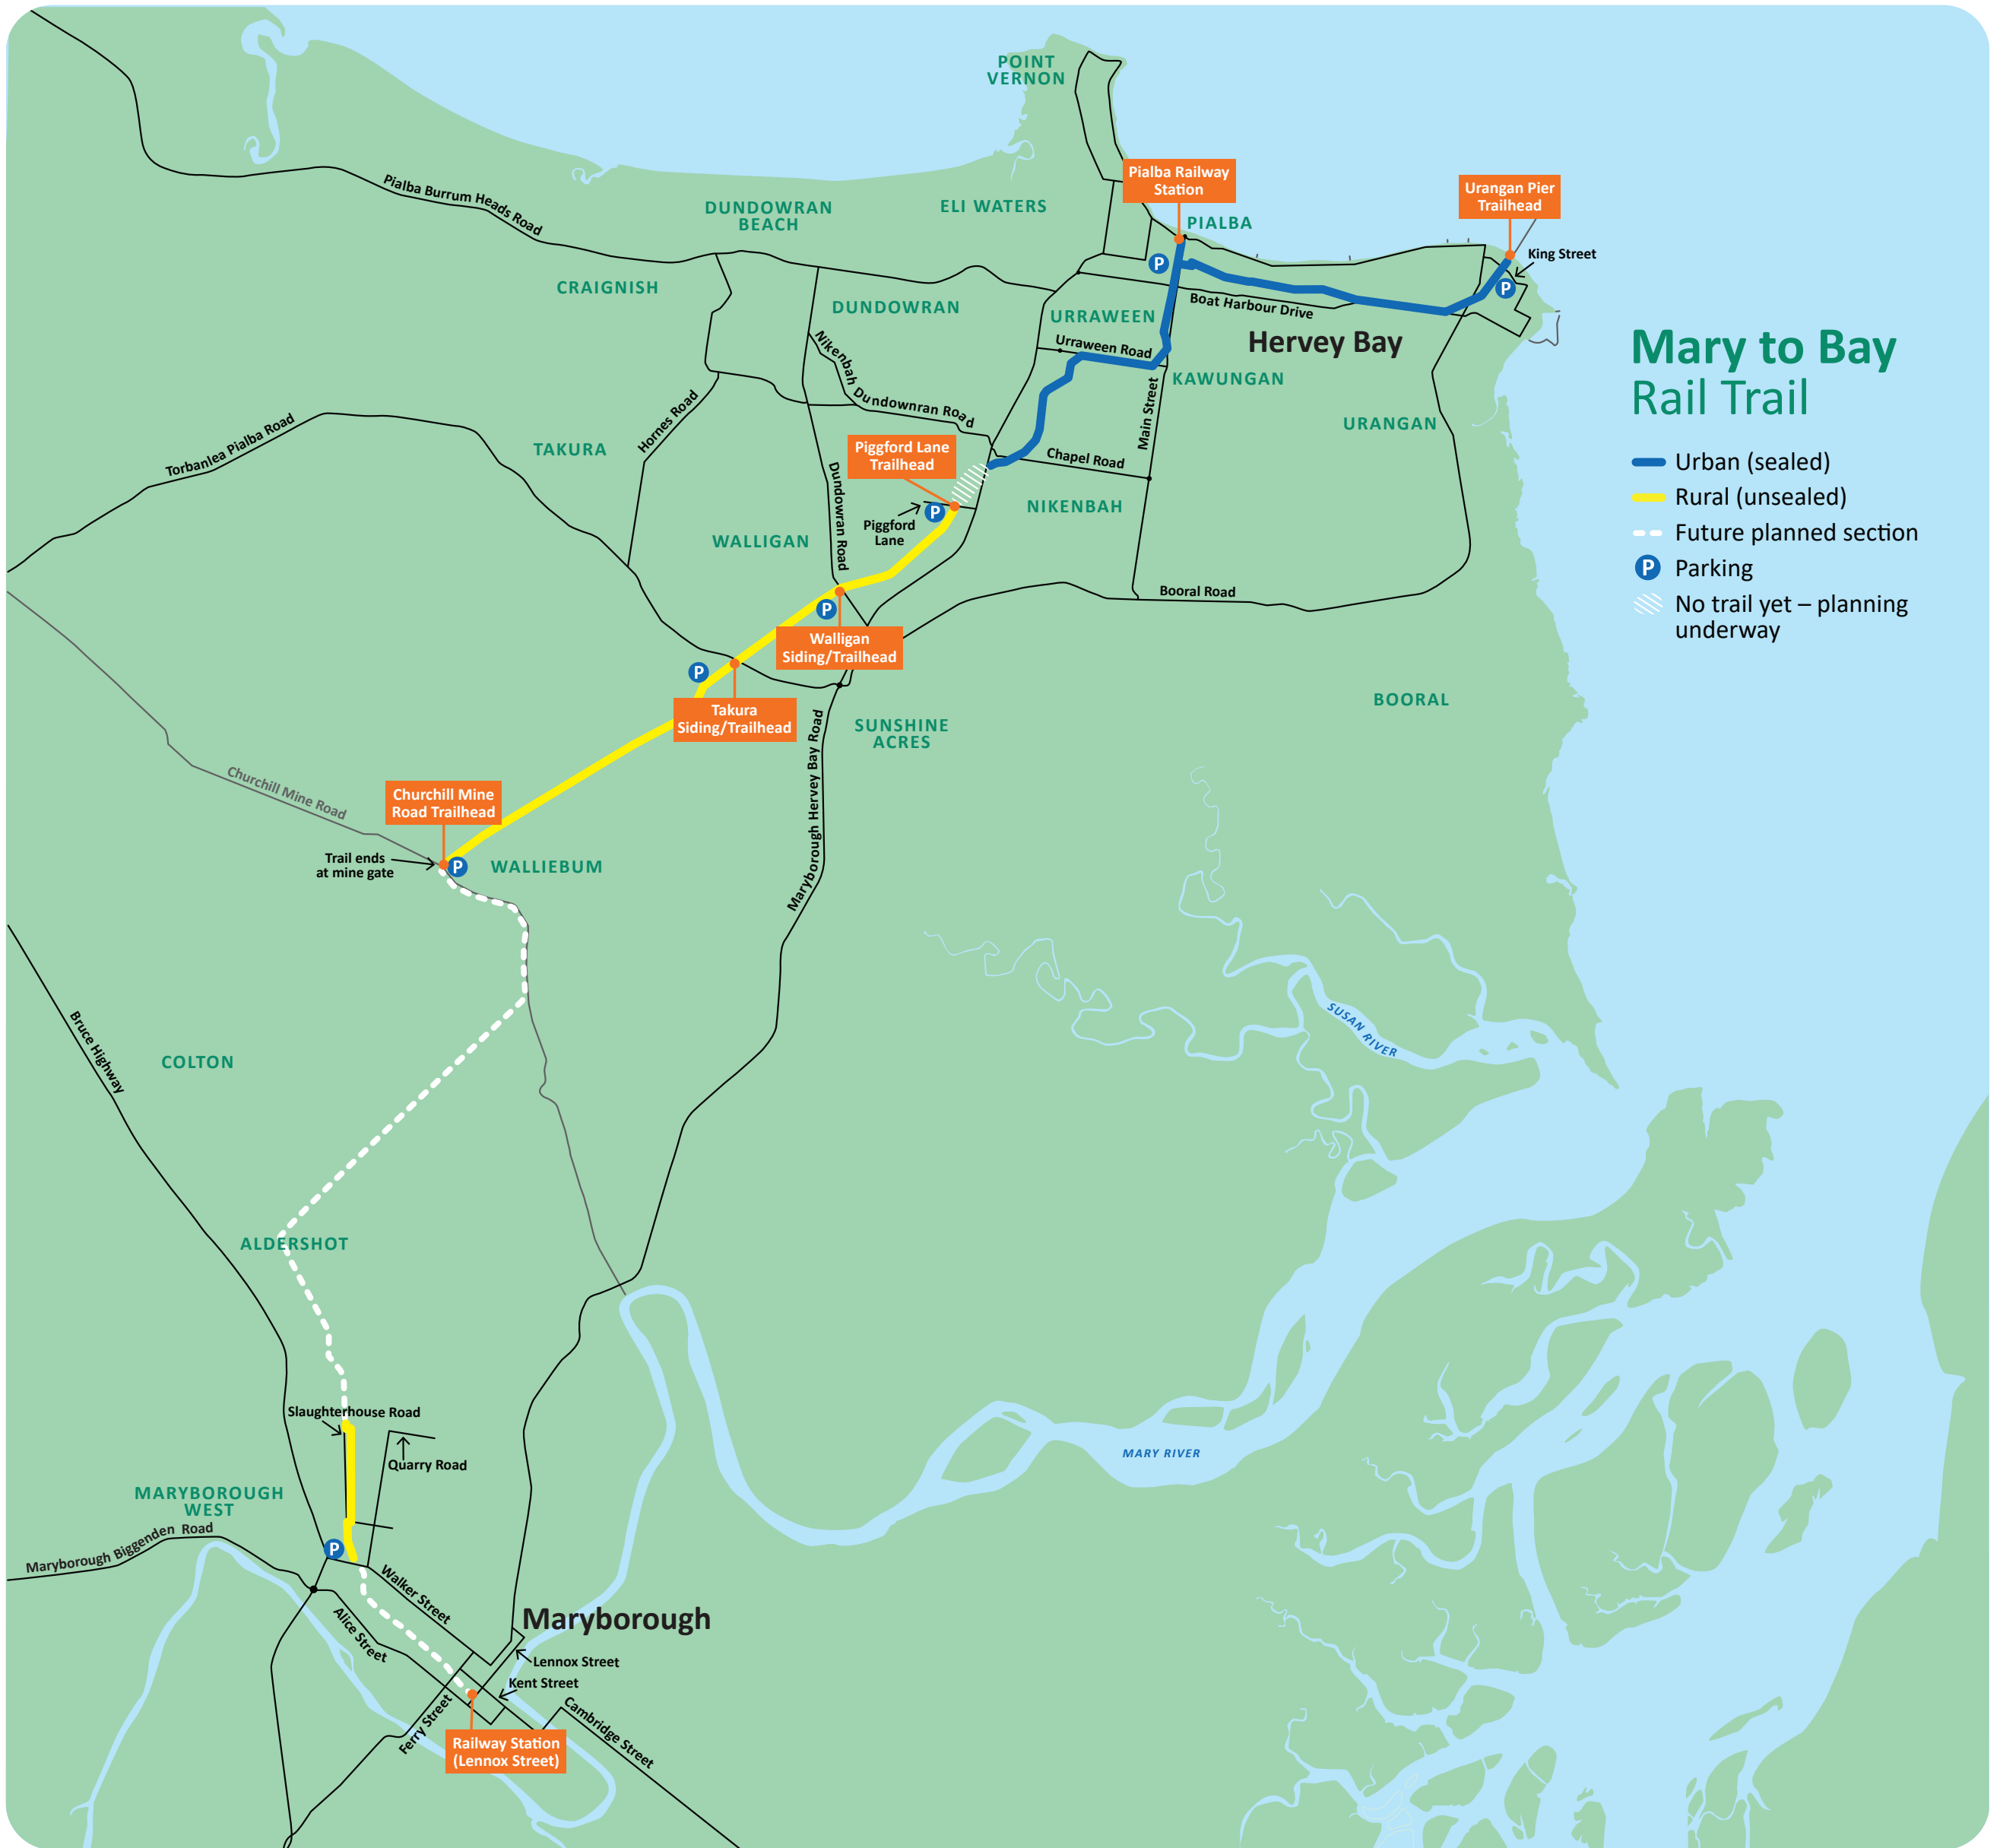 POINT
VERNON
Pialba Railway
Station
Urangan Pier
Trailhead
Pialba Burrum Heads Road
DUNDOWRAN
BEACH
ELI WATERS
PIALBA
P
King Street
P
CRAIGNISH
DUNDOWRAN
Boat Harbour Drive
URRAWEEN
Hervey Bay
Urraween Road
Nikenbah
Dundownran Road
KAWUNGAN
Main Street
Hornes Road
URANGAN
Torbanlea Pialba Road
TAKURA
Piggford Lane
Trailhead
Chapel Road
Dundowran Road
P
Piggford
Lane
NIKENBAH
WALLIGAN
Booral Road
P
Walligan
Siding/Trailhead
P
Takura
Siding/Trailhead
SUNSHINE
ACRES
BOORAL
Maryborough Hervey Bay Road
Churchill Mine Road
Churchill Mine
Road Trailhead
Trail ends
at mine gate
P
WALLIEBUM
Mary to Bay
Rail Trail
Urban (sealed)
Rural (unsealed)
Future planned section
P Parking
No trail yet – planning
underway
Bruce Highway
COLTON
SUSAN RIVER
ALDERSHOT
Slaughterhouse Road
Quarry Road
MARY RIVER
MARYBOROUGH
WEST
Maryborough Biggenden Road
P
Walker Street
Alice Street
Maryborough
Lennox Street
Kent Street
Ferry Street
Cambridge Street
Railway Station
(Lennox Street)